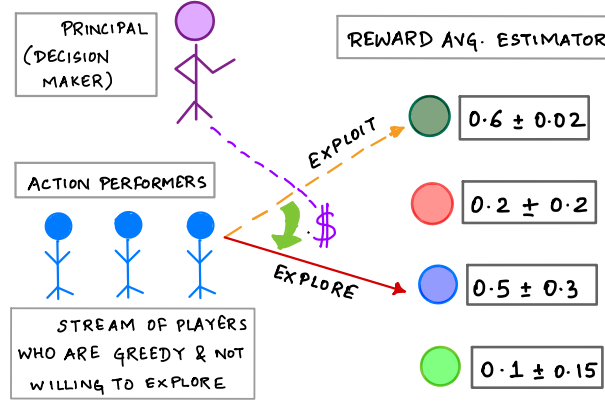 PRINCIPAL
(DECISION
MAKER)
REWARD AVG. ESTIMATOR
EXPLOIT
0.6 ± 0.02
ACTION PERFORMERS
0.2 ± 0.2
$
EXPLORE
0.5 ± 0.3
STREAM OF PLAYERS
WHO ARE GREEDY & NOT
WILLING TO EXPLORE
0.1 ± 0.15